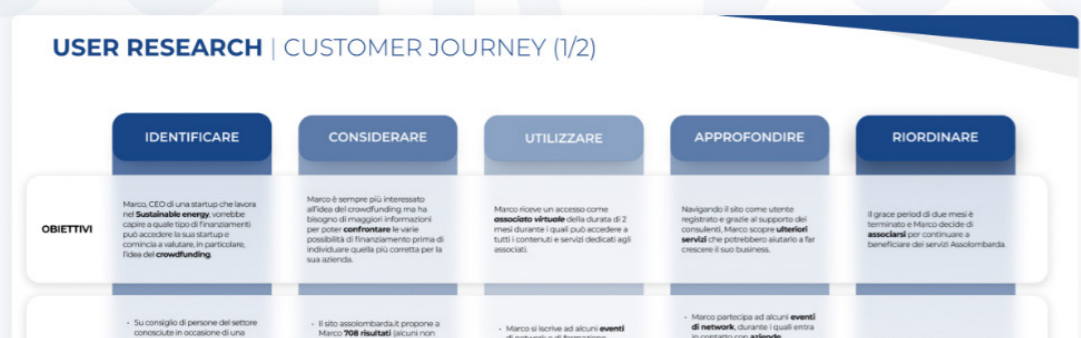 USER RESEARCH | CUSTOMER JOURNEY (1/2)
IDENTIFICARE
CONSIDERARE
UTILIZZARE
APPROFONDIRE
RIORDINARE
OBIETTIVI
Marco, CEO di una startup che lavora
nel Sustainable energy, vorrebbe
capire a quale tipo di finanziamenti
può accedere la sua startup e
comincia a valutare, in particolare,
l'idea del crowdfunding.
Marco è sempre più interessato
all'idea del crowdfunding ma ha
bisogno di maggiori informazioni
per poter confrontare le varie
possibilità di finanziamento prima di
individuare quella più corretta per la
sua azienda.
Marco riceve un accesso come
associato virtuale della durata di 2
mesi durante i quali può accedere a
tutti i contenuti e servizi dedicati agli
associati.
Navigando il sito come utente
registrato e grazie al supporto dei
consulenti, Marco scopre ulteriori
servizi che potrebbero aiutarlo a far
crescere il suo business.
Il grace period di due mesi è
terminato e Marco decide di
associarsi per continuare a
beneficiare dei servizi Assolombarda.
- Su consiglio di persone del settore
conosciute in occasione di una
- Il sito assolombarda.it propone a
Marco 708 risultati (alcuni non
- Marco si iscrive ad alcuni eventi
di network e di formazione
- Marco partecipa ad alcuni eventi
di network, durante i quali entra
in contatto con aziende